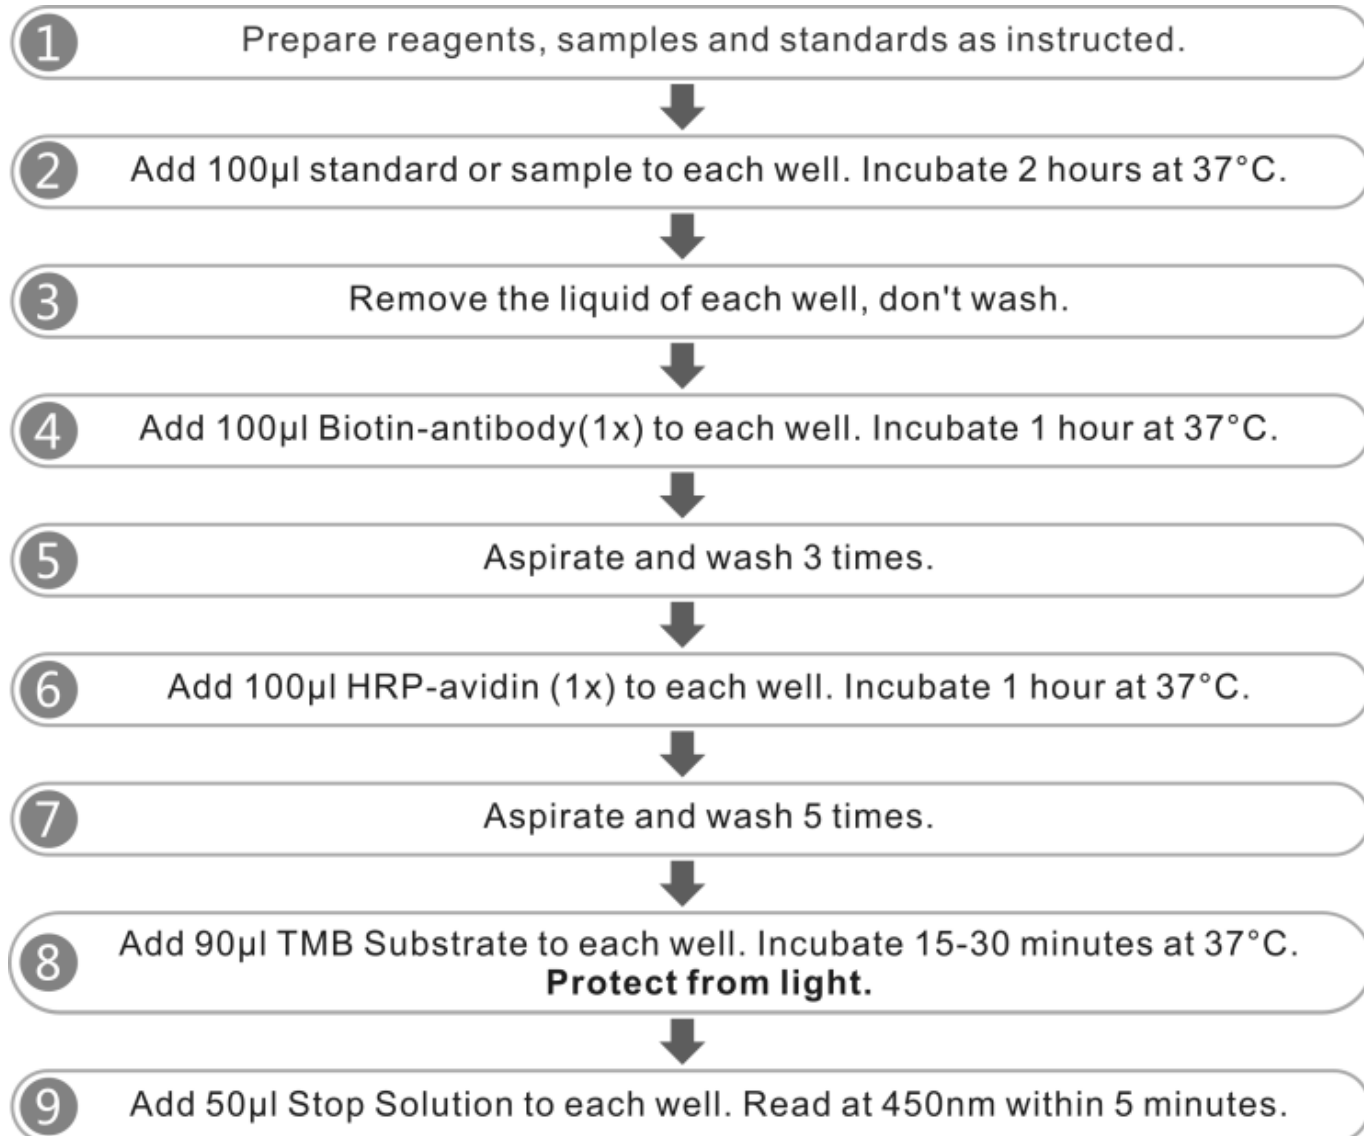 1 Prepare reagents, samples and standards as instructed.
2 Add 100µl standard or sample to each well. Incubate 2 hours at 37°C.
3 Remove the liquid of each well, don't wash.
4 Add 100µl Biotin-antibody(1x) to each well. Incubate 1 hour at 37°C.
5 Aspirate and wash 3 times.
6 Add 100µl HRP-avidin (1x) to each well. Incubate 1 hour at 37°C.
7 Aspirate and wash 5 times.
8 Add 90µl TMB Substrate to each well. Incubate 15-30 minutes at 37°C.
Protect from light.
9 Add 50µl Stop Solution to each well. Read at 450nm within 5 minutes.